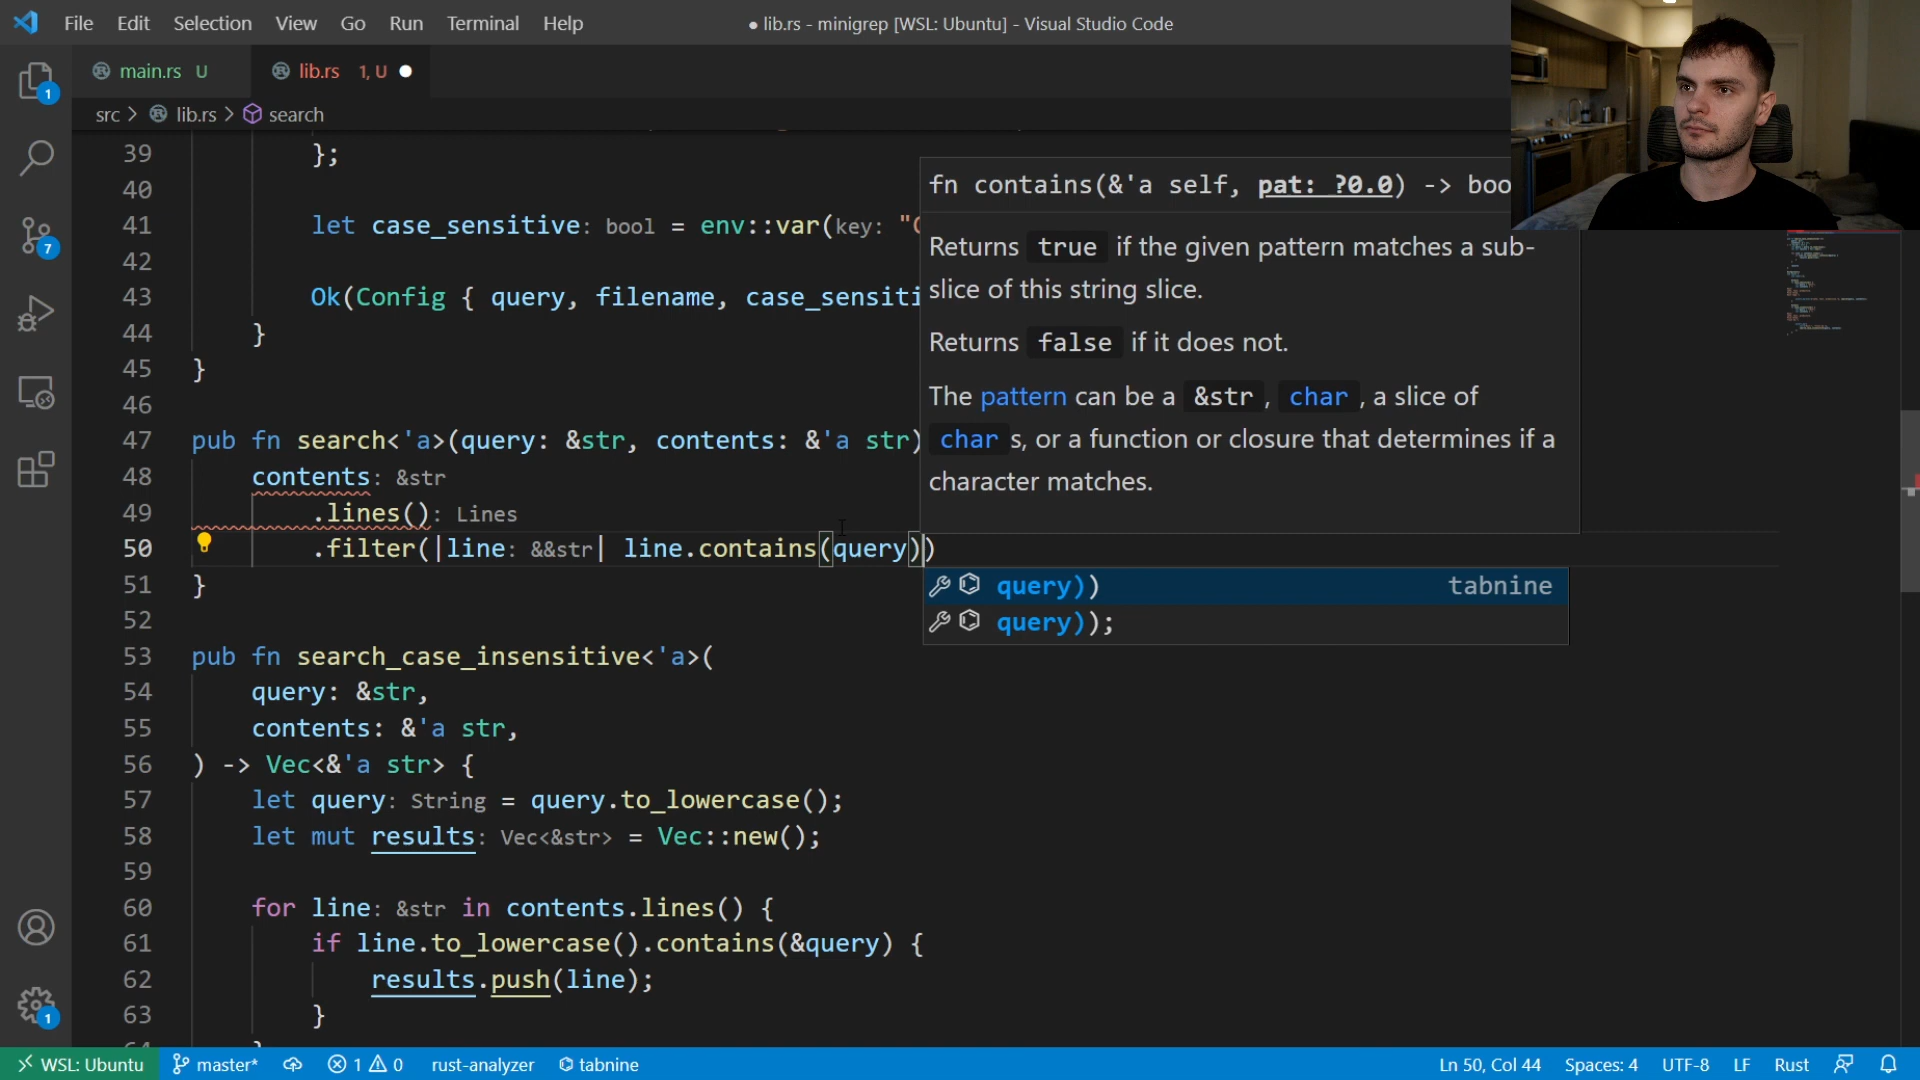 File Edit Selection View Go Run Terminal Help
● lib.rs - minigrep [WSL: Ubuntu] - Visual Studio Code
main.rs U
lib.rs 1, U ●
src > lib.rs > search
39 };
40
41 let case_sensitive: bool = env::var(key: "
42
43 Ok(Config { query, filename, case_sensiti
44 }
45 }
46
47 pub fn search<'a>(query: &str, contents: &'a str)
48 contents: &str
49 .lines(): Lines
50 .filter(|line: &&str| line.contains(query))
51 }
52
53 pub fn search_case_insensitive<'a>(
54 query: &str,
55 contents: &'a str,
56 ) -> Vec<&'a str> {
57 let query: String = query.to_lowercase();
58 let mut results: Vec<&str> = Vec::new();
59
60 for line: &str in contents.lines() {
61 if line.to_lowercase().contains(&query) {
62 results.push(line);
63 }
fn contains(&'a self, pat: ?0.0) -> boo
Returns true if the given pattern matches a sub-
slice of this string slice.
Returns false if it does not.
The pattern can be a &str, char, a slice of
char s, or a function or closure that determines if a
character matches.
query)) tabnine
query));
1
7
1
WSL: Ubuntu master* 1 0 rust-analyzer tabnine Ln 50, Col 44 Spaces: 4 UTF-8 LF Rust